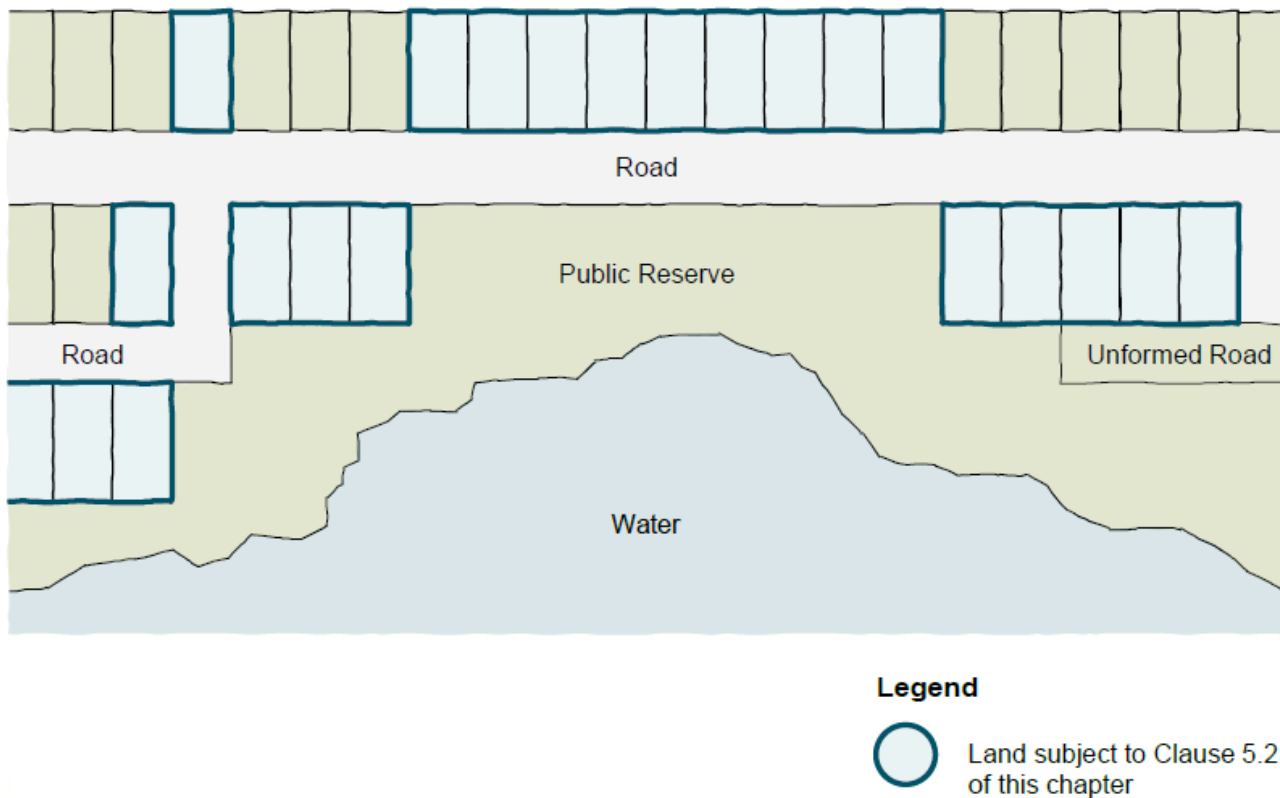 Road
Public Reserve
Road
Unformed Road
Water
Legend
Land subject to Clause 5.2
of this chapter